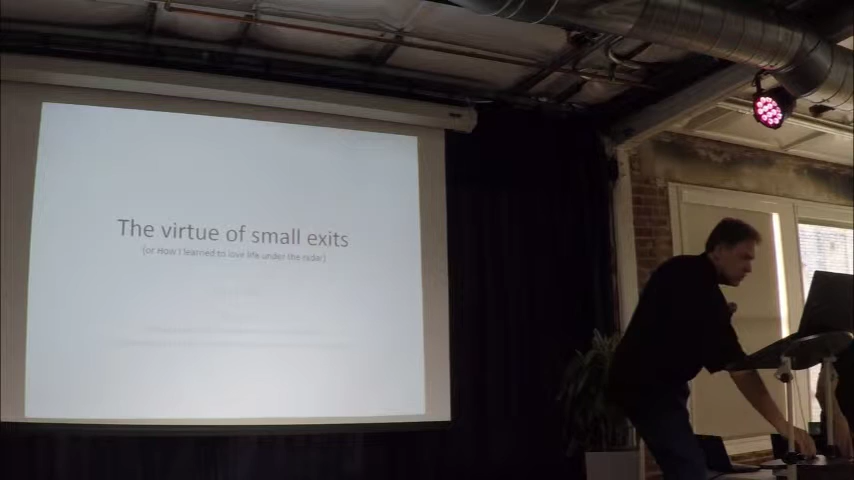 The virtue of small exits
(or How I learned to love life under the radar)